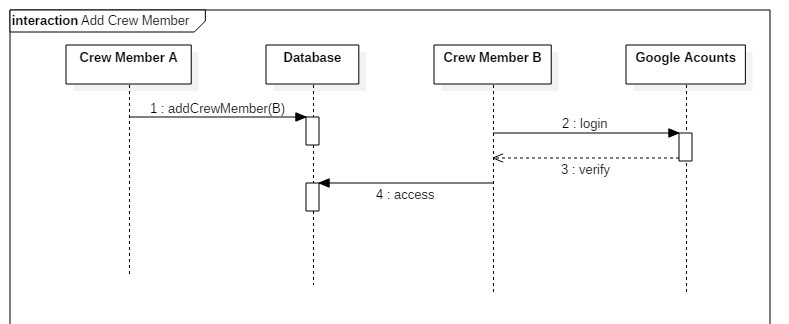 interaction Add Crew Member
Crew Member A
Database
Crew Member B
Google Acounts
1 : addCrewMember(B)
2 : login
3 : verify
4 : access